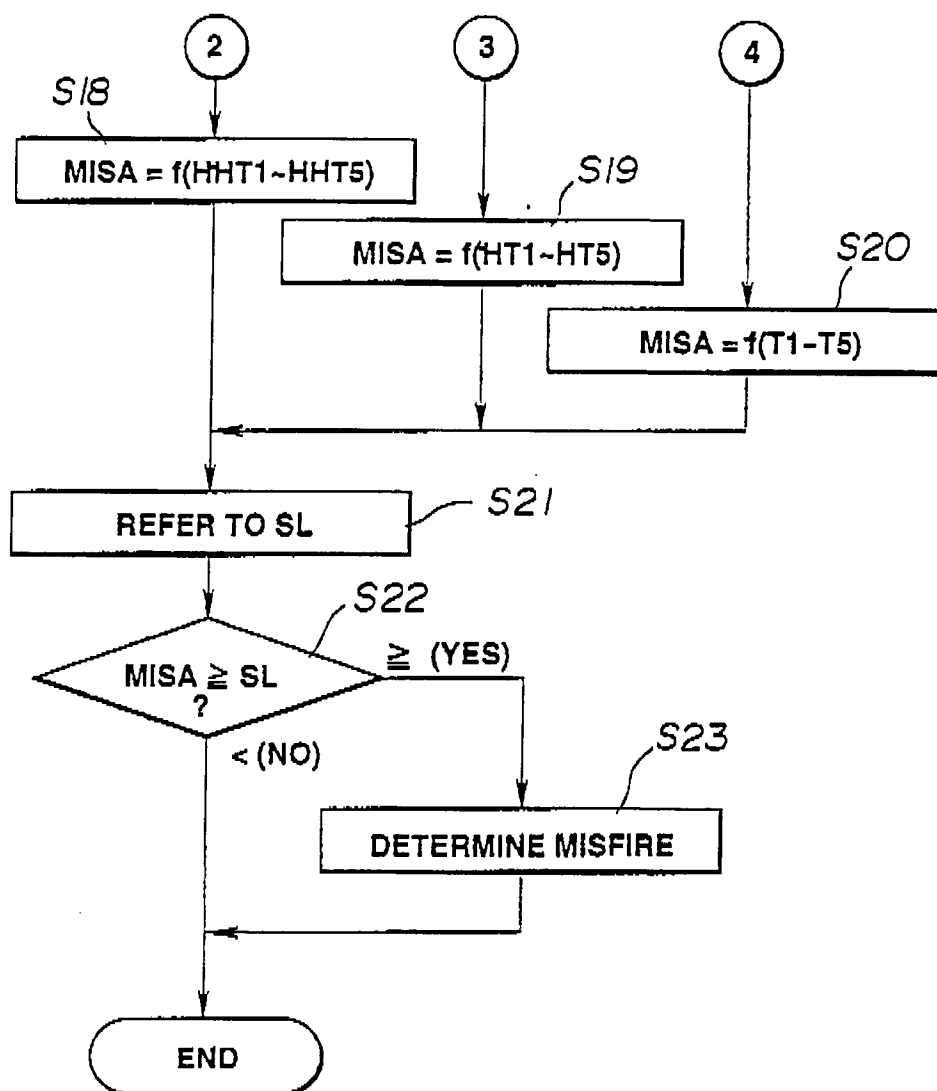 2
3
4
S18
MISA = f(HHT1~HHT5)
S19
MISA = f(HT1~HT5)
S20
MISA = f(T1~T5)
S21
REFER TO SL
S22
MISA ≧ SL
?
≧ (YES)
< (NO)
S23
DETERMINE MISFIRE
END